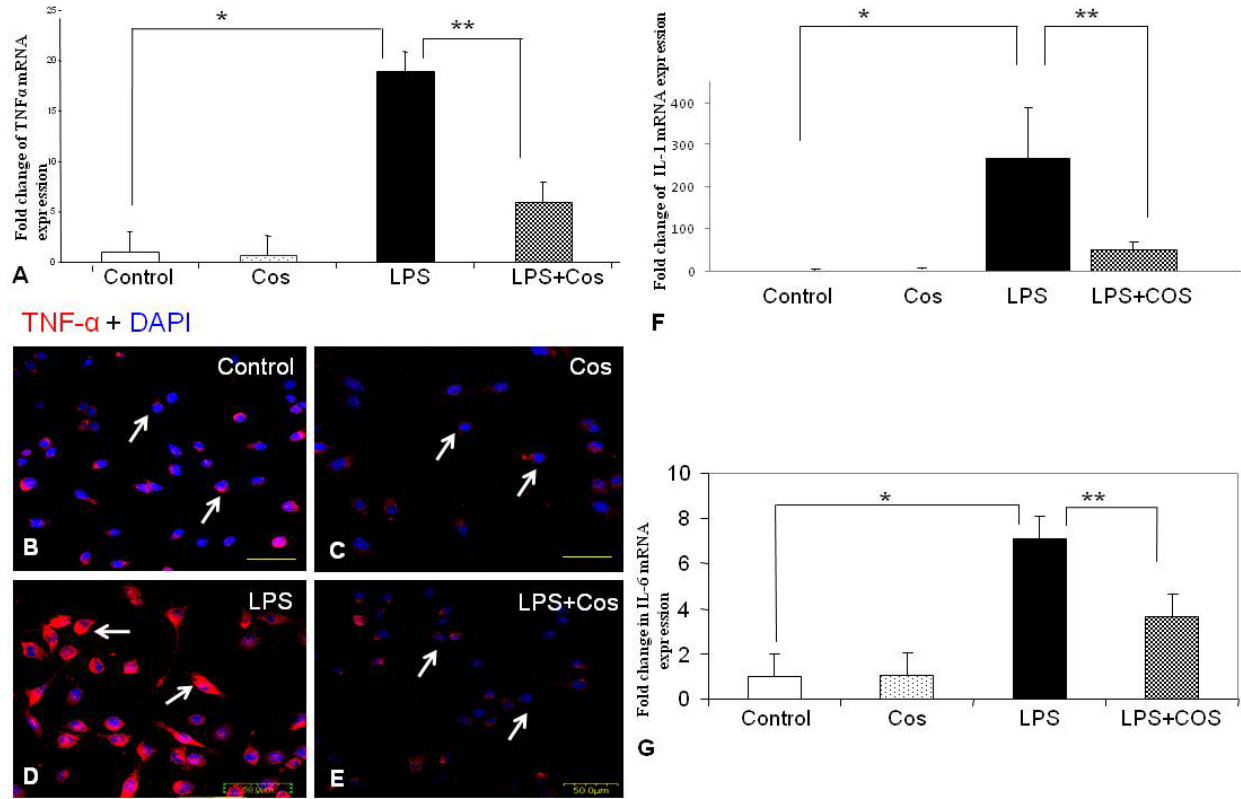 Fold change of TNFα mRNA
expression
25
20
15
10
5
0
*
**
Control Cos LPS LPS+Cos
A
Fold change of IL-1 mRNA expression
400
300
200
100
50
0
*
**
Control Cos LPS LPS+COS
F
TNF-α + DAPI
Control
B
Cos
C
LPS
D
50.0µm
LPS+Cos
E
50.0µm
Fold change in IL-6 mRNA
expression
10
8
6
4
2
0
*
**
Control Cos LPS LPS+COS
G